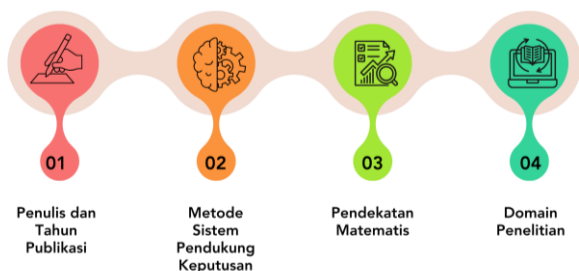 01
02
03
04
Penulis dan
Tahun
Publikasi
Metode
Sistem
Pendukung
Keputusan
Pendekatan
Matematis
Domain
Penelitian